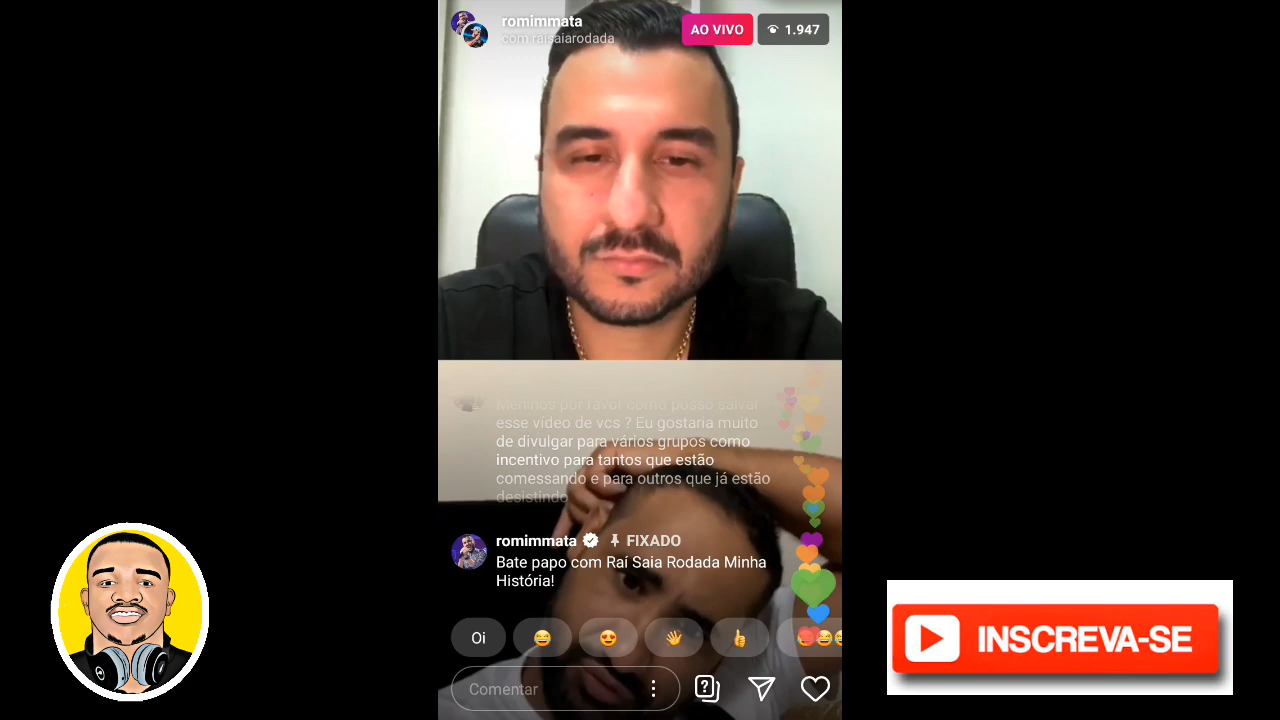 romimmata
com raisaiarodada
AO VIVO
1.947
Meninos por favor como posso salvar
esse vídeo de vcs ? Eu gostaria muito
de divulgar para vários grupos como
incentivo para tantos que estão
comessando e para outros que já estão
desistindo
romimmata FIXADO
Bate papo com Raí Saia Rodada Minha
História!
Oi
Comentar
INSCREVA-SE